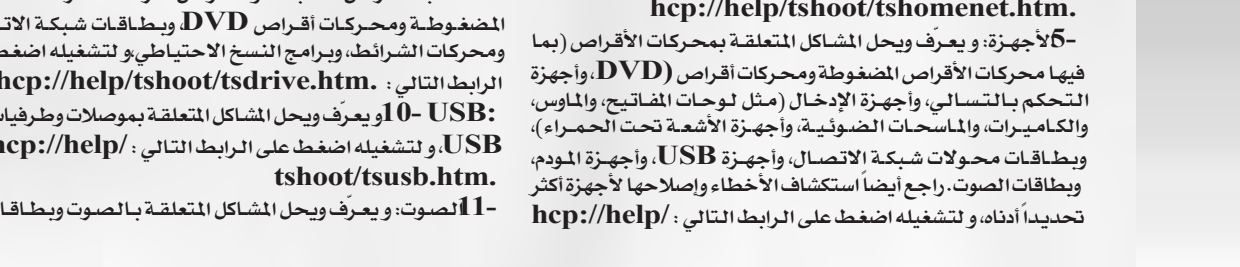 hcp://help/tshoot/tshomenet.htm.
5-الأجهزة: و يعرّف ويحل المشاكل المتعلقة بمحركات الأقراص (بما
فيها محركات الأقراص المضغوطة ومحركات أقراص (DVD، وأجهزة
التحكم بالتسالي، وأجهزة الإدخال (مثل لوحات المفاتيح، والماوس،
والكاميرات، والماسحات الضوئية، وأجهزة الأشعة تحت الحمراء)،
وبطاقات محولات شبكة الاتصال، وأجهزة USB، وأجهزة المودم،
وبطاقات الصوت. راجع أيضاً استكشاف الأخطاء وإصلاحها لأجهزة أكثر
تحديداً أدناه، و لتشغيله اضغط على الرابط التالي : hcp://help/
المضغوطة ومحركات أقراص DVD، وبطاقات شبكة
ومحركات الشرائط، وبرامج النسخ الاحتياطي،و لتشغيله
الرابط التالي : hcp://help/tshoot/tsdrive.htm.
10- USB: و يعرّف ويحل المشاكل المتعلقة بموصلات
USB، و لتشغيله اضغط على الرابط التالي : hcp://help/
tshoot/tsusb.htm.
11-الصوت: و يعرّف ويحل المشاكل المتعلقة بالصوت